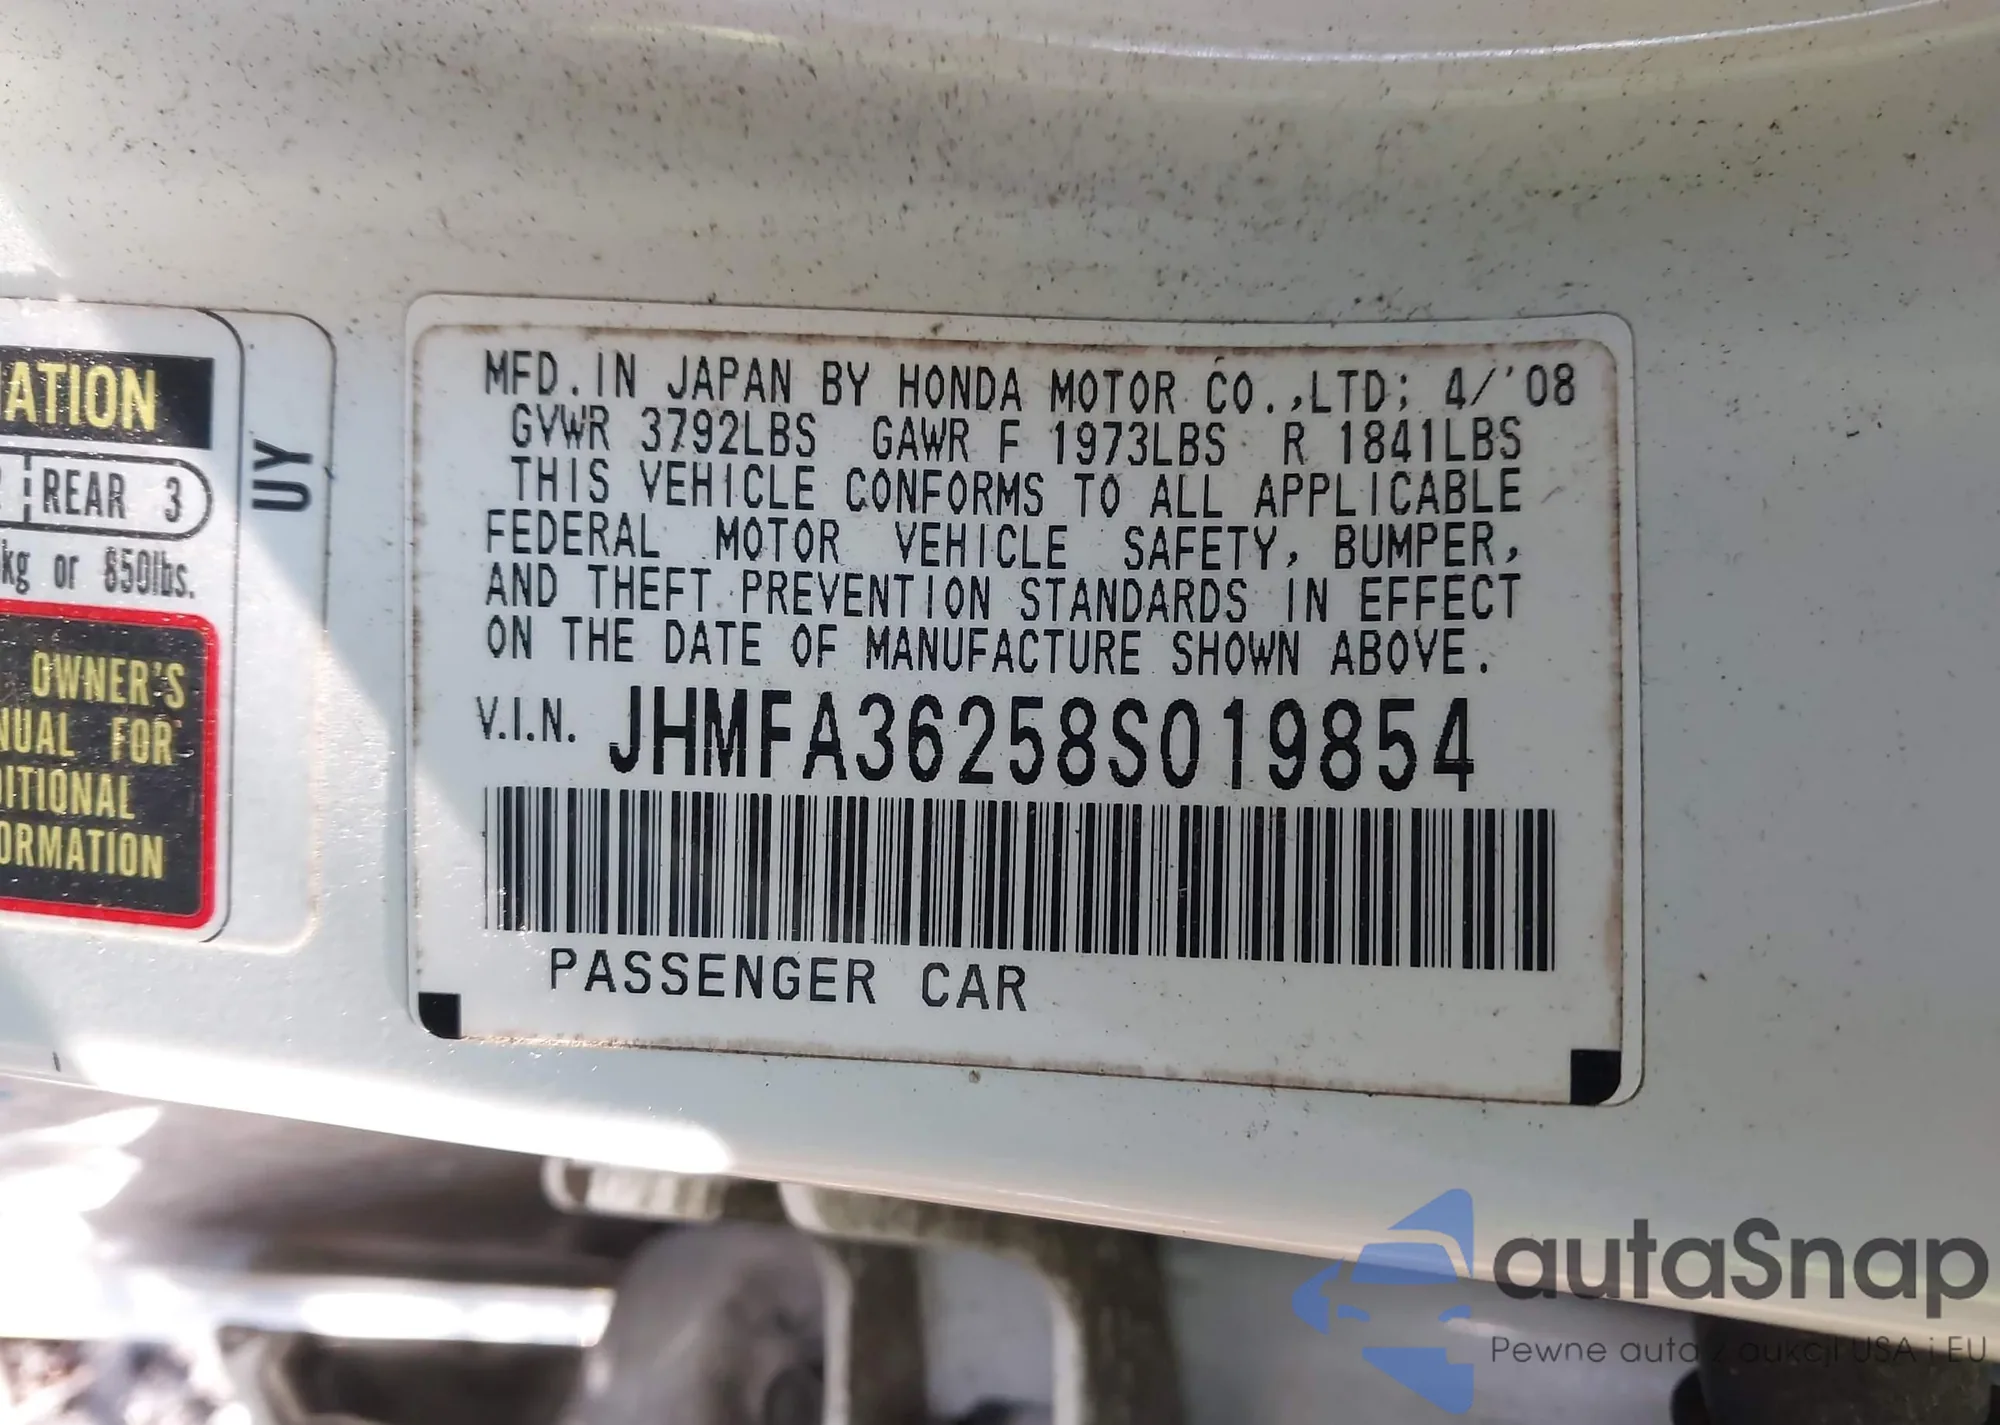 ATION
REAR 3
kg or 850lbs.
OWNER'S
NUAL FOR
DITIONAL
ORMATION
UY
MFD. IN JAPAN BY HONDA MOTOR CO.,LTD; 4/'08
GVWR 3792LBS GAWR F 1973LBS R 1841LBS
THIS VEHICLE CONFORMS TO ALL APPLICABLE
FEDERAL MOTOR VEHICLE SAFETY, BUMPER,
AND THEFT PREVENTION STANDARDS IN EFFECT
ON THE DATE OF MANUFACTURE SHOWN ABOVE.
V.I.N. JHMFA36258S019854
PASSENGER CAR
autaSnap
Pewne auta z aukcji USA i EU